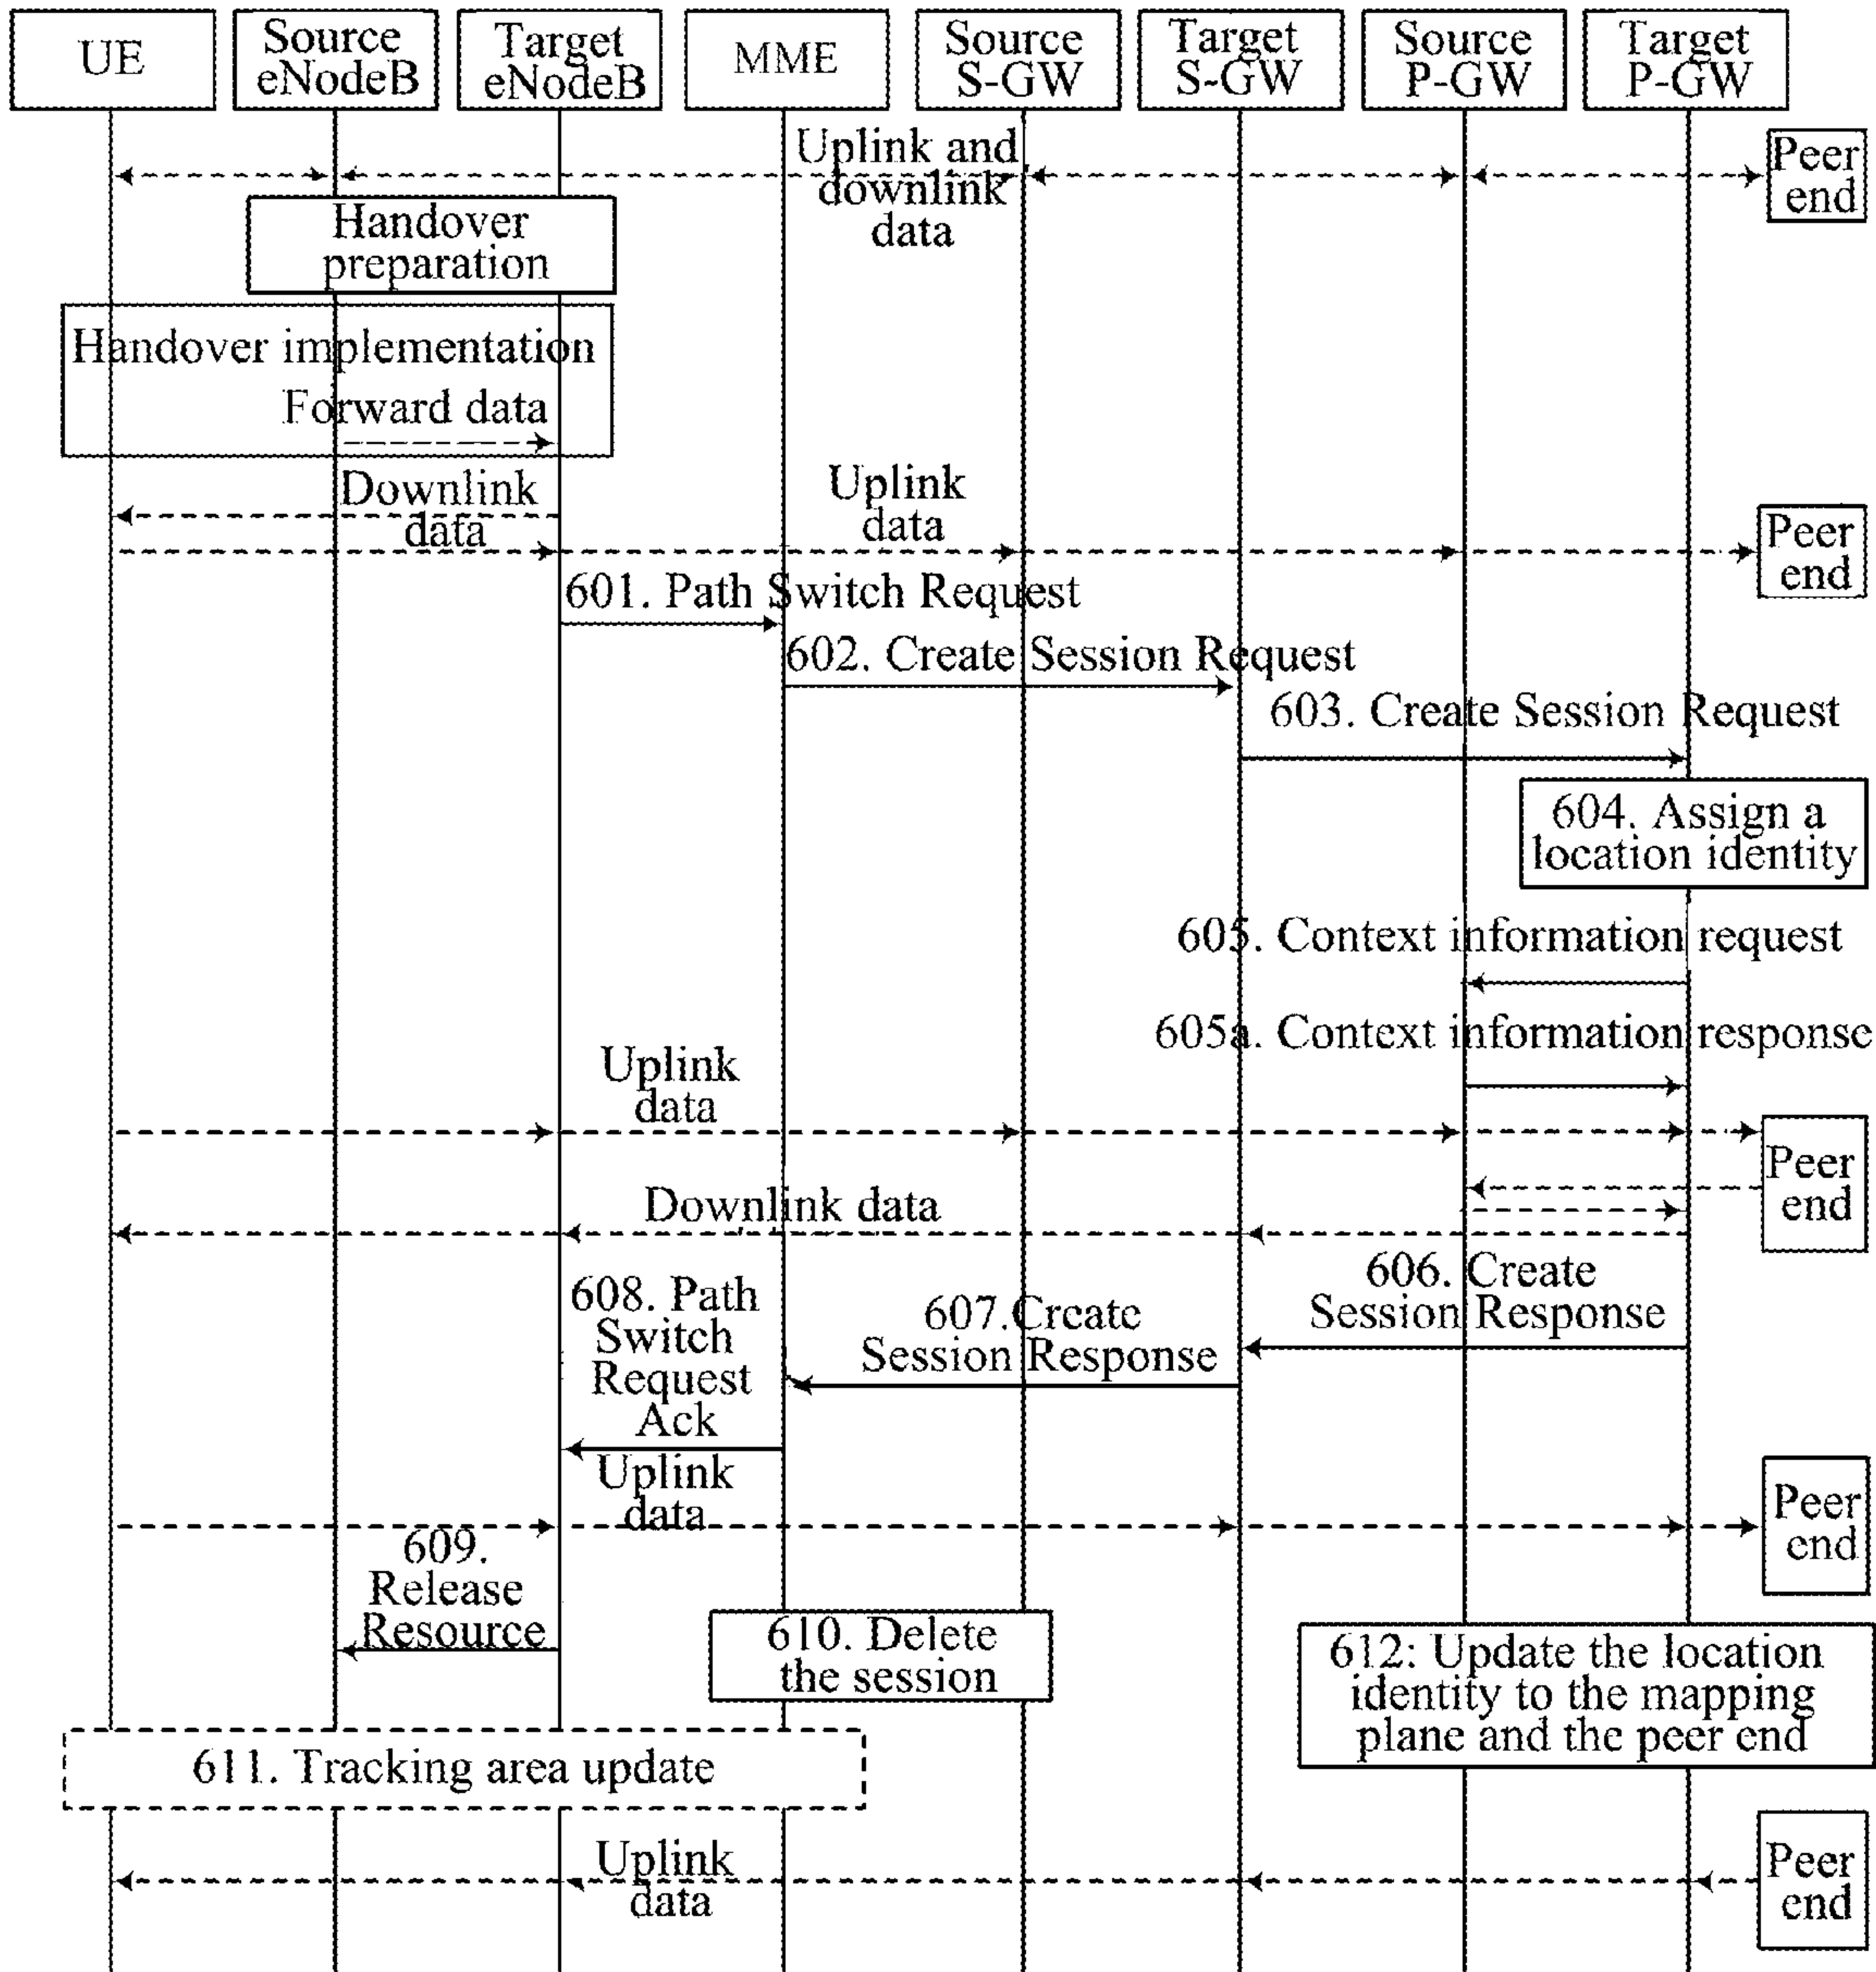 UE
Source
eNodeB
Target
eNodeB
MME
Source
S-GW
Target
S-GW
Source
P-GW
Target
P-GW
Uplink and
downlink
data
Peer
end
Handover
preparation
Handover implementation
Forward data
Downlink
data
Uplink
data
Peer
end
601. Path Switch Request
602. Create Session Request
603. Create Session Request
604. Assign a
location identity
605. Context information request
605a. Context information response
Uplink
data
Peer
end
Downlink data
606. Create
Session Response
607.Create
Session Response
608. Path
Switch
Request
Ack
Uplink
data
Peer
end
609.
Release
Resource
610. Delete
the session
612: Update the location
identity to the mapping
plane and the peer end
611. Tracking area update
Uplink
data
Peer
end